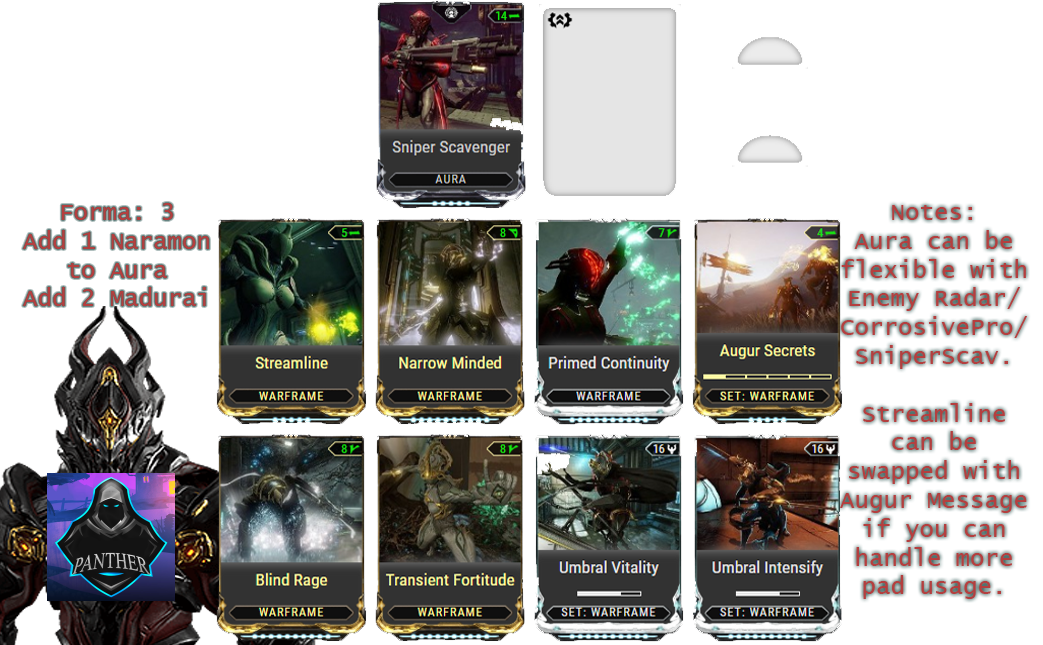 14
Sniper Scavenger
AURA
Forma: 3
Add 1 Naramon
to Aura
Add 2 Madurai
5
Streamline
WARFRAME
8
Narrow Minded
WARFRAME
7
Primed Continuity
WARFRAME
4
Augur Secrets
SET: WARFRAME
Notes:
Aura can be
flexible with
Enemy Radar/
CorrosivePro/
SniperScav.
Streamline
can be
swapped with
Augur Message
if you can
handle more
pad usage.
PANTHER
8
Blind Rage
WARFRAME
8
Transient Fortitude
WARFRAME
16
Umbral Vitality
SET: WARFRAME
16
Umbral Intensify
SET: WARFRAME